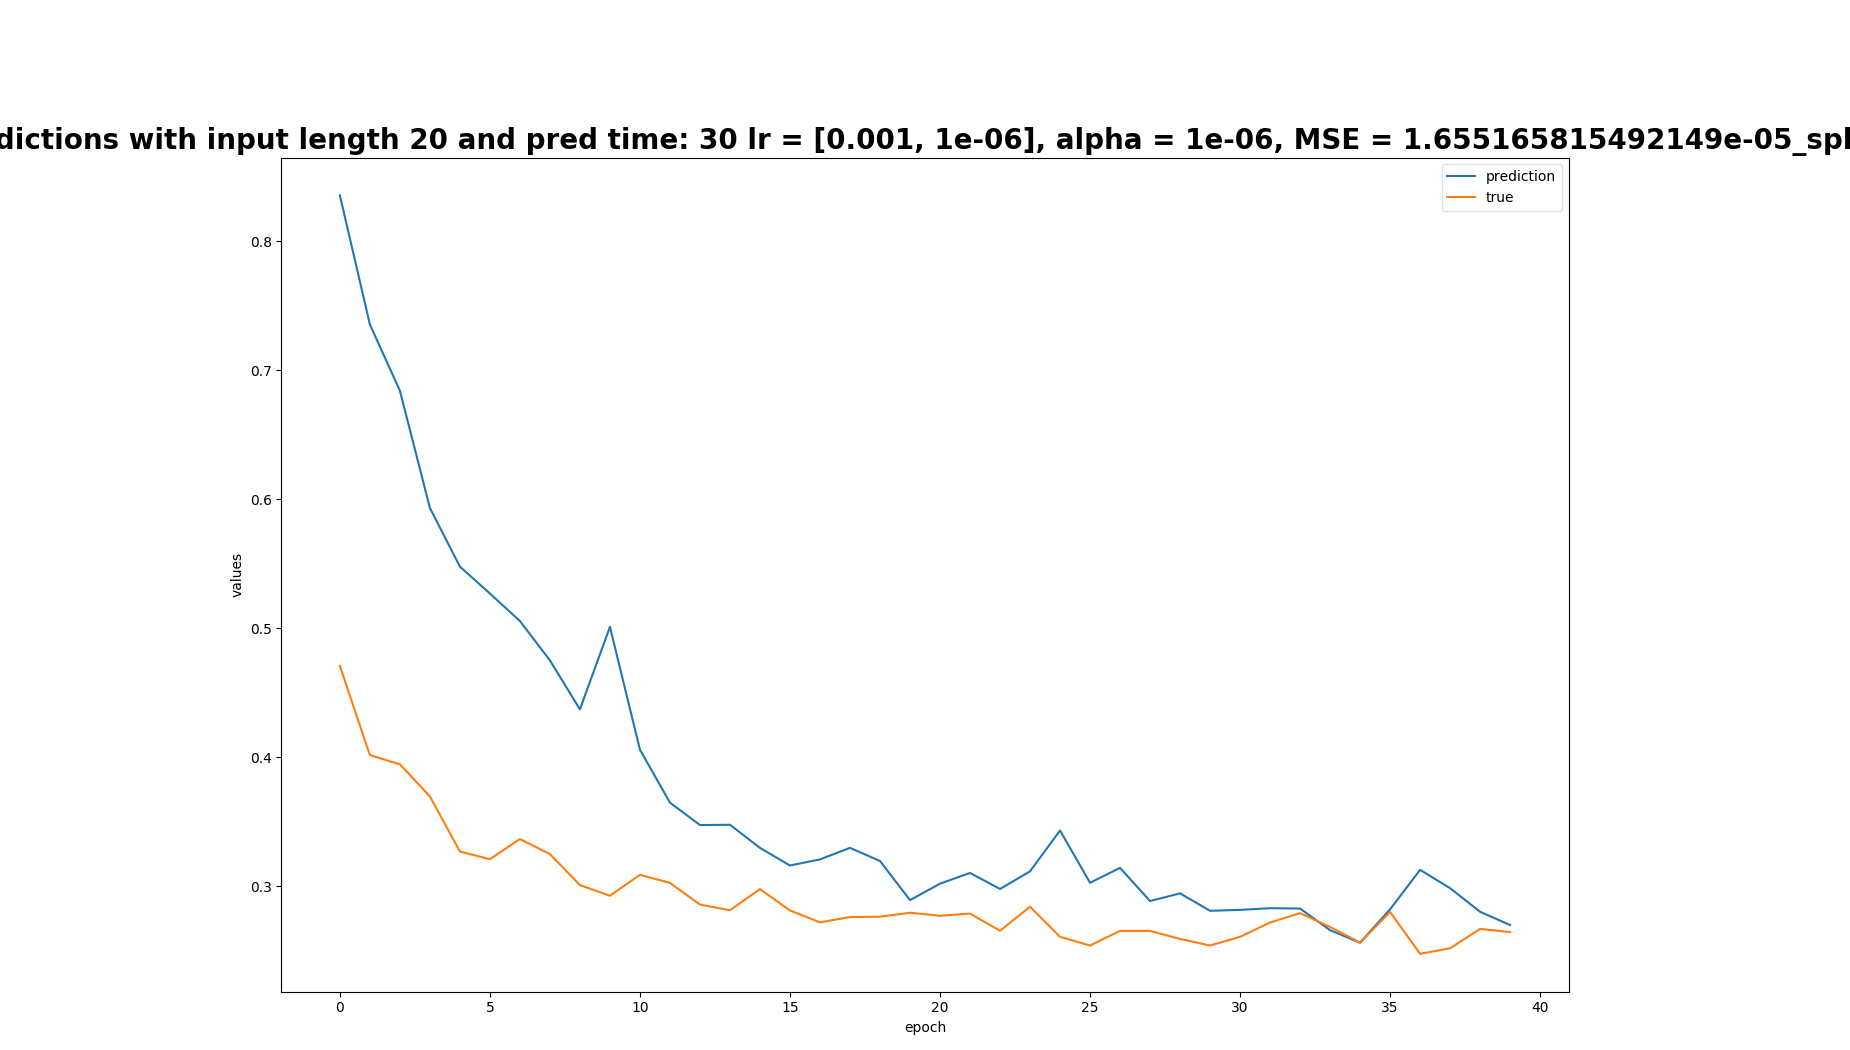 dictions with input length 20 and pred time: 30 lr = [0.001, 1e-06], alpha = 1e-06, MSE = 1.655165815492149e-05_spl
prediction
true
0.8
0.7
0.6
0.5
0.4
0.3
values
0 5 10 15 20 25 30 35 40
epoch